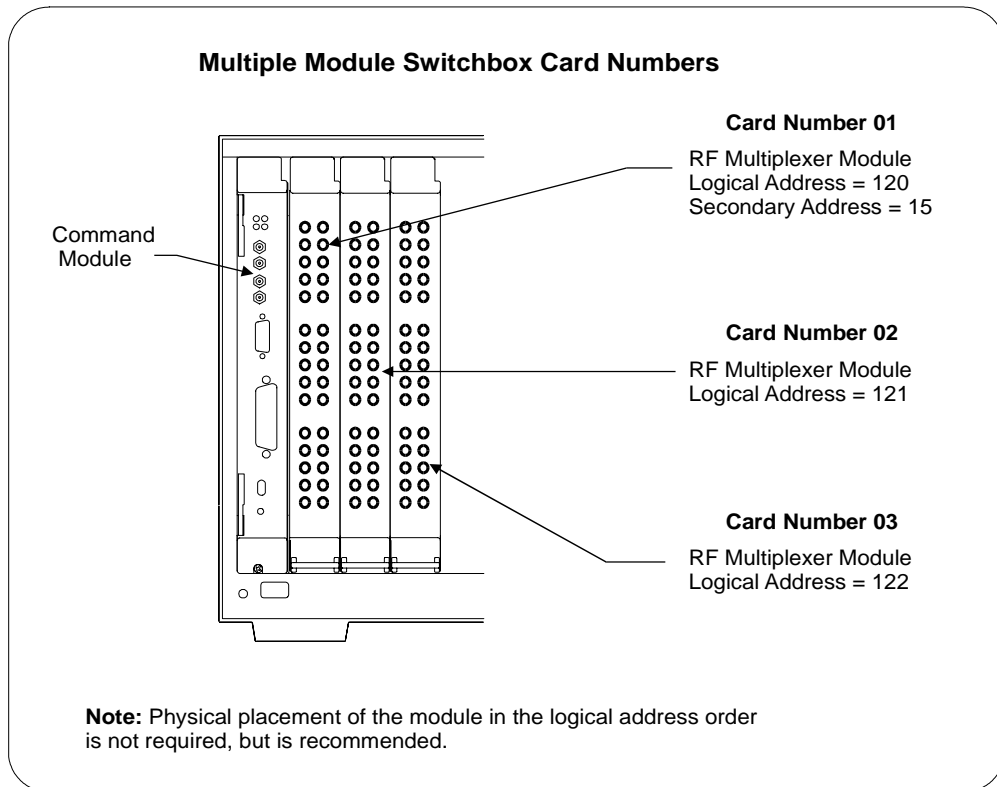 Multiple Module Switchbox Card Numbers
Card Number 01
RF Multiplexer Module
Logical Address = 120
Secondary Address = 15
Command
Module
Card Number 02
RF Multiplexer Module
Logical Address = 121
Card Number 03
RF Multiplexer Module
Logical Address = 122
Note: Physical placement of the module in the logical address order
is not required, but is recommended.